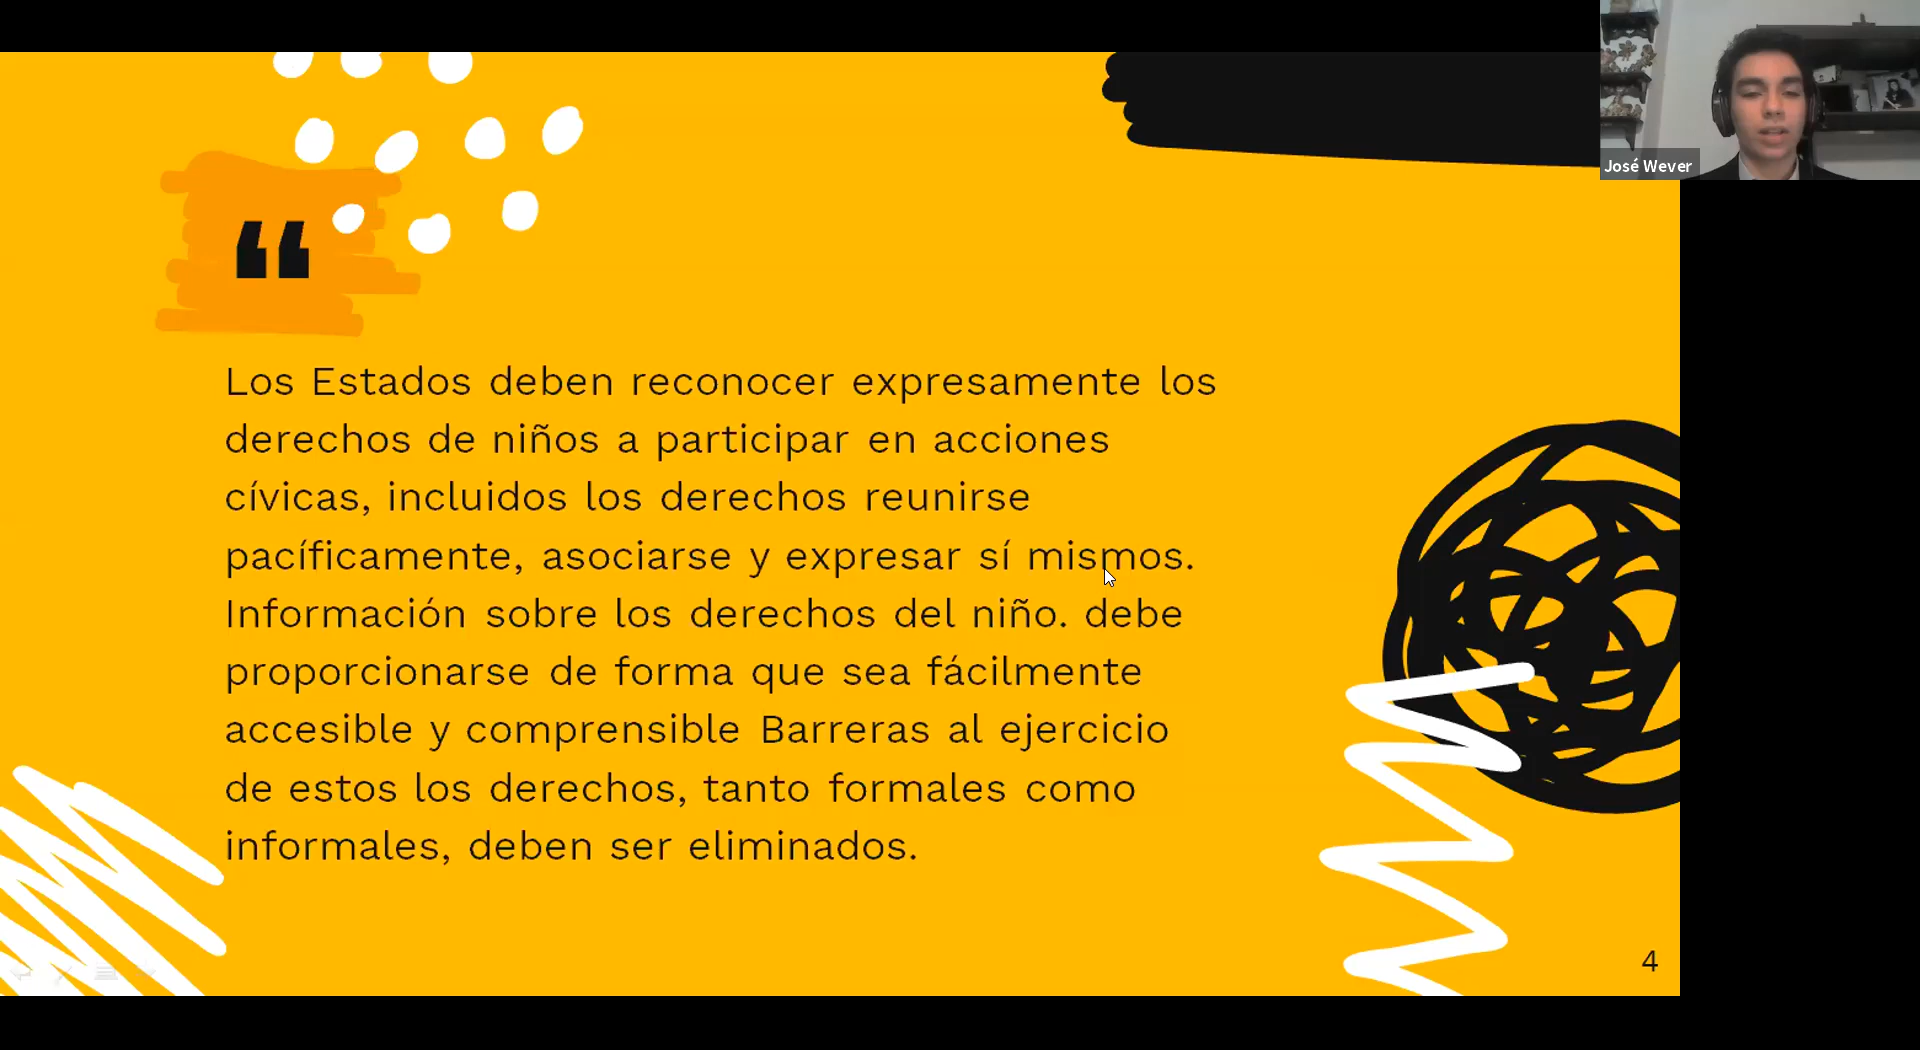 José Wever
“
Los Estados deben reconocer expresamente los
derechos de niños a participar en acciones
cívicas, incluidos los derechos reunirse
pacíficamente, asociarse y expresar sí mismos.
Información sobre los derechos del niño. debe
proporcionarse de forma que sea fácilmente
accesible y comprensible Barreras al ejercicio
de estos los derechos, tanto formales como
informales, deben ser eliminados.
4